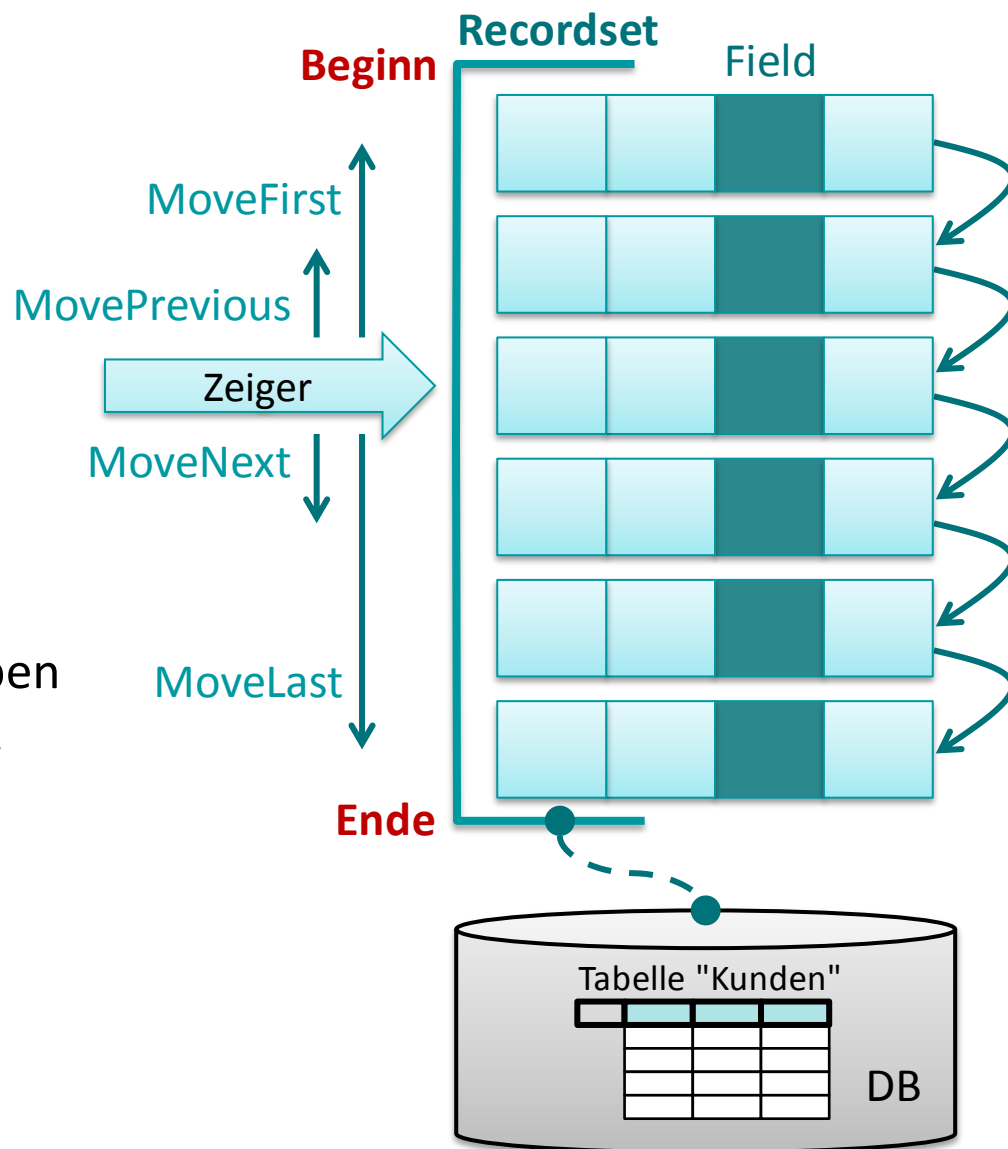 Recordset
Beginn
Field
MoveFirst
MovePrevious
Zeiger
MoveNext
MoveLast
Ende
Tabelle "Kunden"
DB